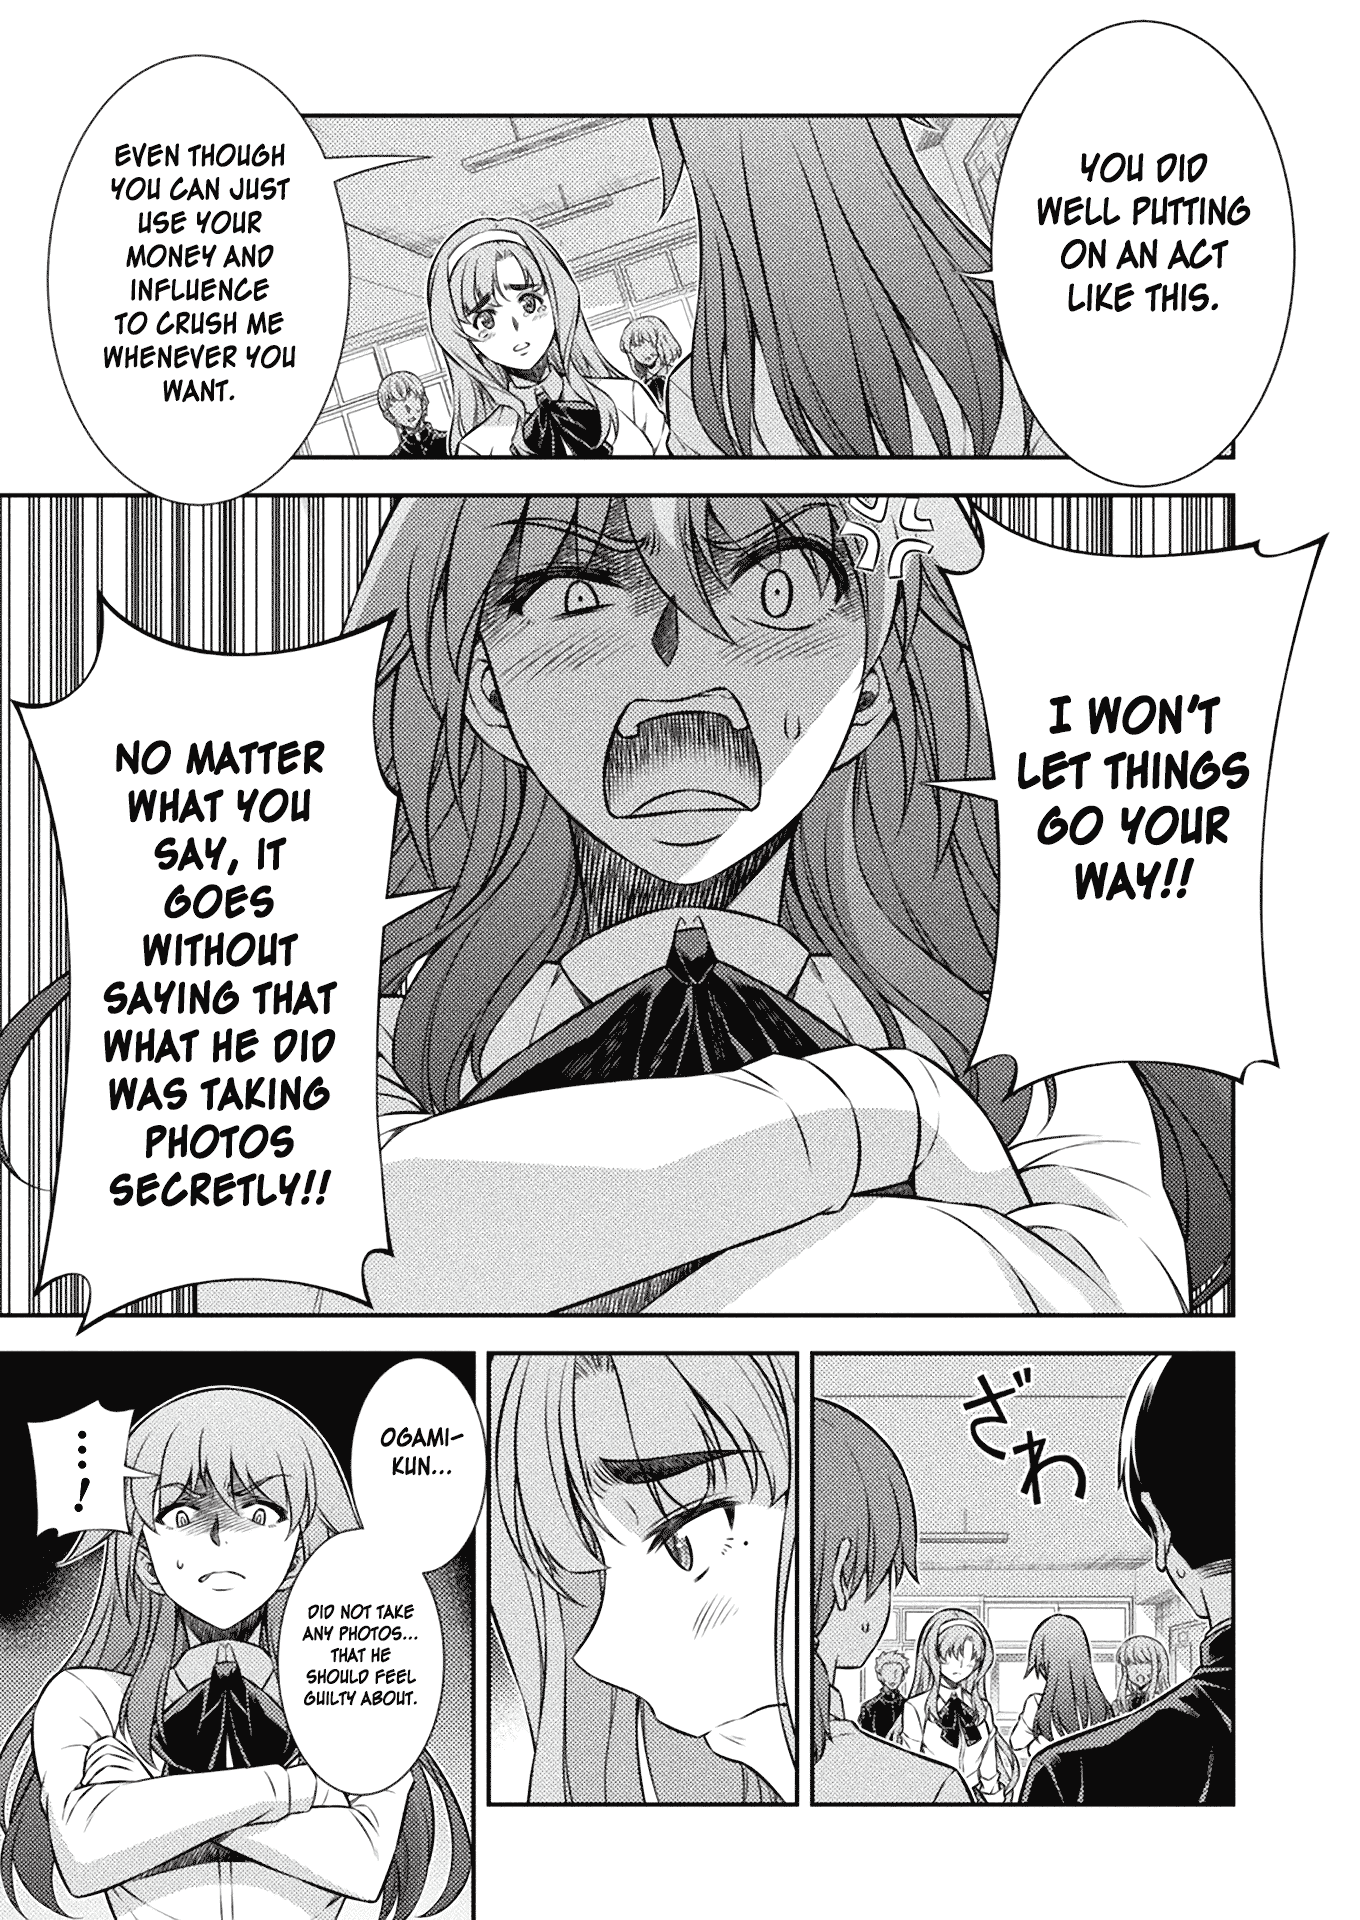 YOU DID
WELL PUTTING
ON AN ACT
LIKE THIS.
EVEN THOUGH
YOU CAN JUST
USE YOUR
MONEY AND
INFLUENCE
TO CRUSH ME
WHENEVER YOU
WANT.
I WON'T
LET THINGS
GO YOUR
WAY!!
NO MATTER
WHAT YOU
SAY, IT
GOES
WITHOUT
SAYING THAT
WHAT HE DID
WAS TAKING
PHOTOS
SECRETLY!!
ざわ
OGAMI-
KUN...
DID NOT TAKE
ANY PHOTOS...
THAT HE
SHOULD FEEL
GUILTY ABOUT.
...!